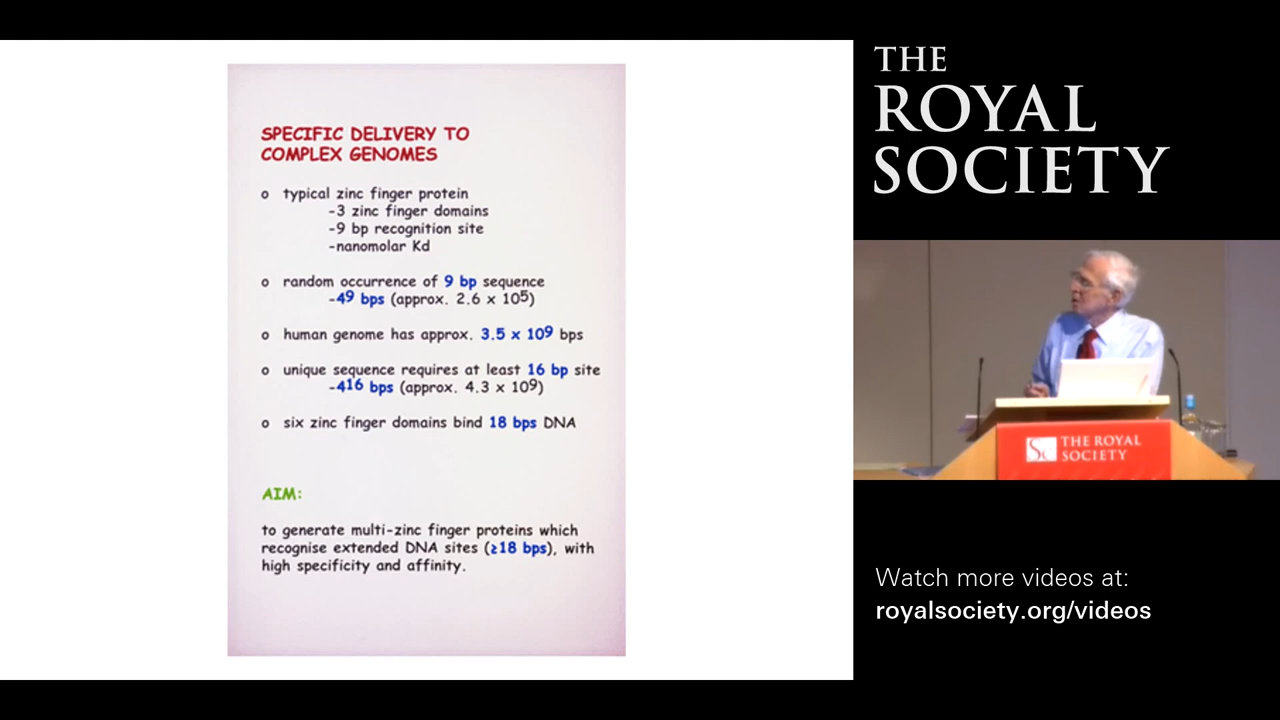 SPECIFIC DELIVERY TO
COMPLEX GENOMES
o typical zinc finger protein
-3 zinc finger domains
-9 bp recognition site
-nanomolar Kd
o random occurrence of 9 bp sequence
-4⁹ bps (approx. 2.6 x 10⁵)
o human genome has approx. 3.5 x 10⁹ bps
o unique sequence requires at least 16 bp site
-4¹⁶ bps (approx. 4.3 x 10⁹)
o six zinc finger domains bind 18 bps DNA
AIM:
to generate multi-zinc finger proteins which
recognise extended DNA sites (≥18 bps), with
high specificity and affinity.
THE
ROYAL
SOCIETY
THE ROYAL
SOCIETY
Watch more videos at:
royalsociety.org/videos